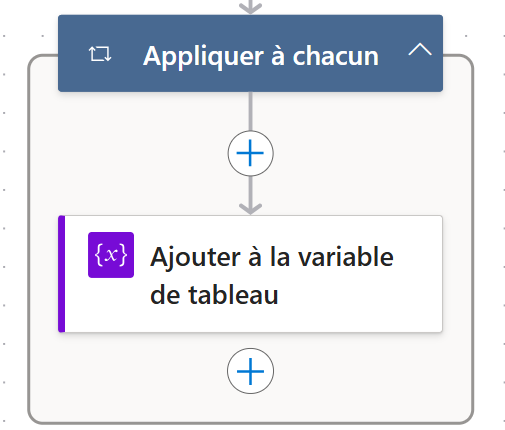 Appliquer à chacun
{x} Ajouter à la variable
de tableau